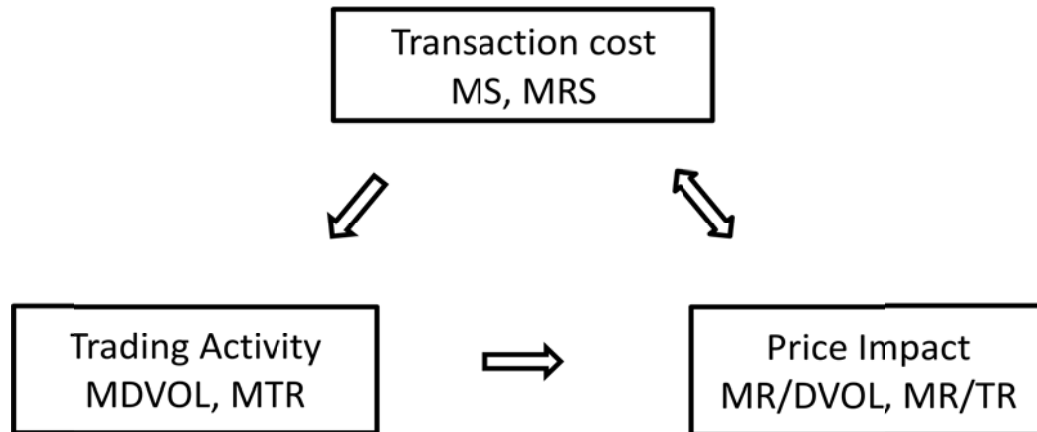 Transaction cost
MS, MRS
Trading Activity
MDVOL, MTR
Price Impact
MR/DVOL, MR/TR